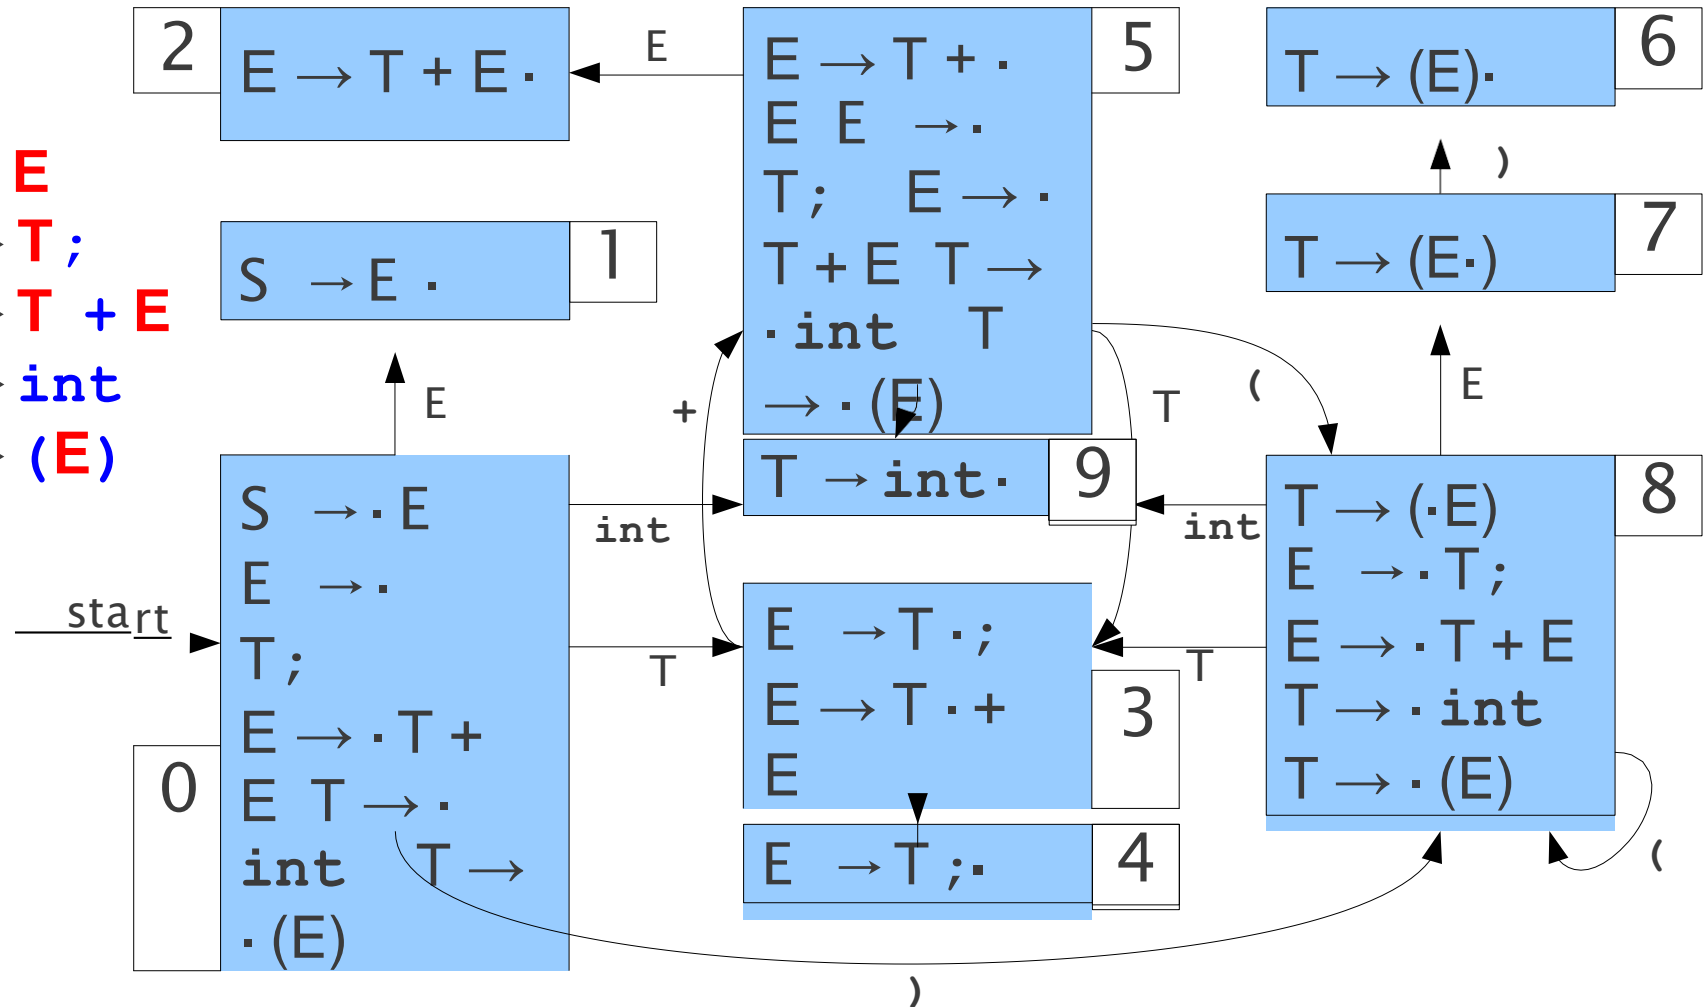 E
T ;
T + E
int
(E)
start
2
E → T + E ·
1
S → E ·
E
E
0
S → · E
E → ·
T ;
E → · T +
E T → ·
int T →
· (E)
int
T
+
)
5
E → T + ·
E E → ·
T ; E → ·
T + E T →
· int T
→ · (E)
9
T → int ·
3
E → T · ;
E → T · +
E
4
E → T ; ·
T
(
int
T
6
T → (E) ·
)
7
T → (E · )
E
8
T → ( · E)
E → · T ;
E → · T + E
T → · int
T → · (E)
(